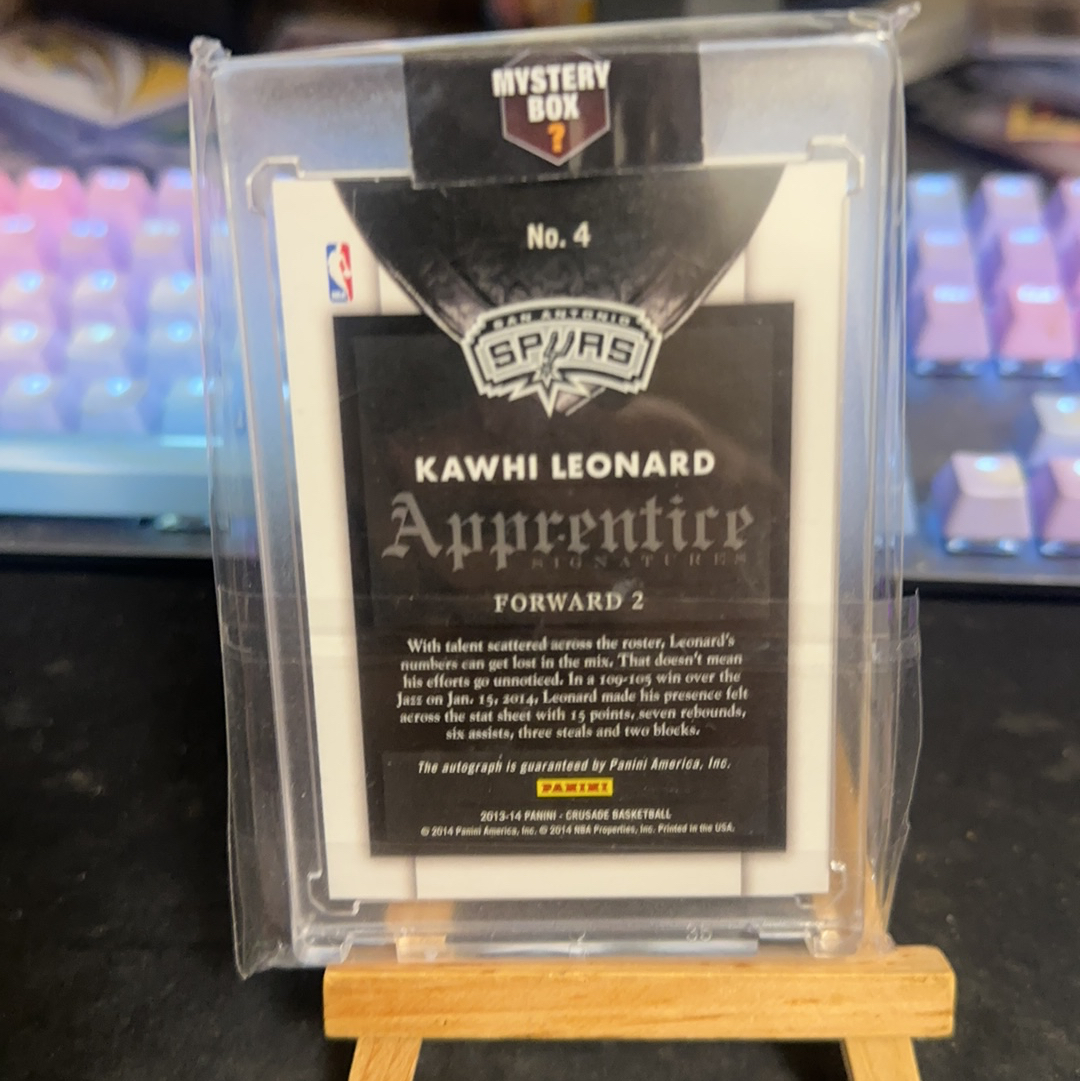 MYSTERY
BOX
?
No. 4
NBA
SAN ANTONIO
SPURS
KAWHI LEONARD
Apprentice
SIGNATURES
FORWARD 2
With talent scattered across the roster, Leonard's
numbers can get lost in the mix. That doesn't mean
his efforts go unnoticed. In a 109-105 win over the
Jazz on Jan. 15, 2014, Leonard made his presence felt
across the stat sheet with 15 points, seven rebounds,
six assists, three steals and two blocks.
The autograph is guaranteed by Panini America, Inc.
PANINI
2013-14 PANINI - CRUSADE BASKETBALL
© 2014 Panini America, Inc. © 2014 NBA Properties, Inc. Printed in the USA.
35